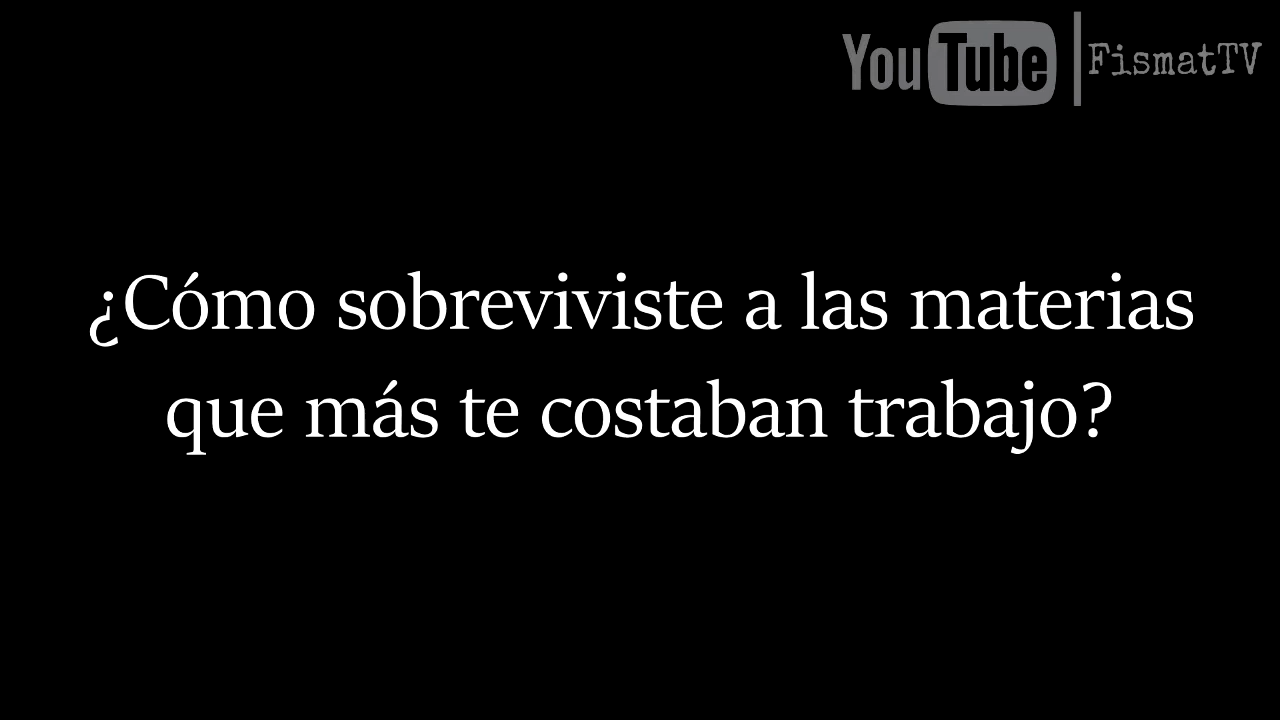 YouTube | FismatTV
¿Cómo sobreviviste a las materias
que más te costaban trabajo?